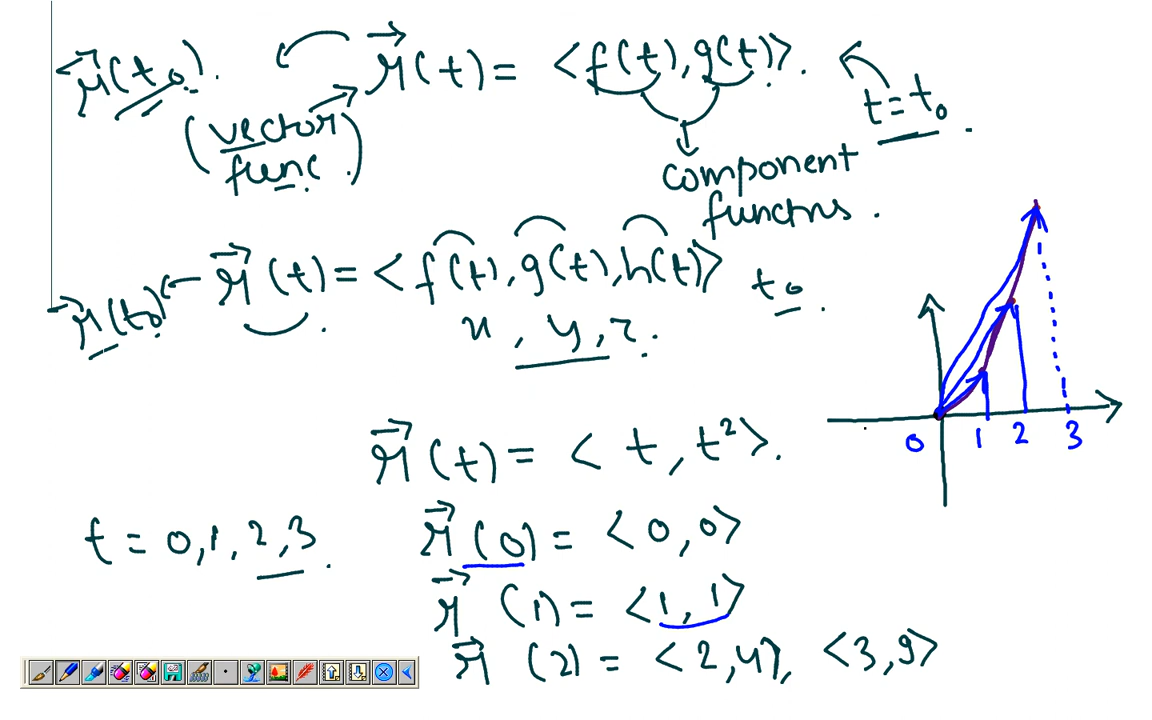 r⃗(t₀). r⃗(t) = <f(t), g(t)>. t = t₀.
(vector func.)
component functns.
r⃗(t₀) r⃗(t) = <f(t), g(t), h(t)> t₀.
x, y, z.
r⃗(t) = <t, t²>.
0 1 2 3
t = 0, 1, 2, 3. r⃗(0) = <0, 0>
r⃗(1) = <1, 1>
r⃗(2) = <2, 4>, <3, 9>